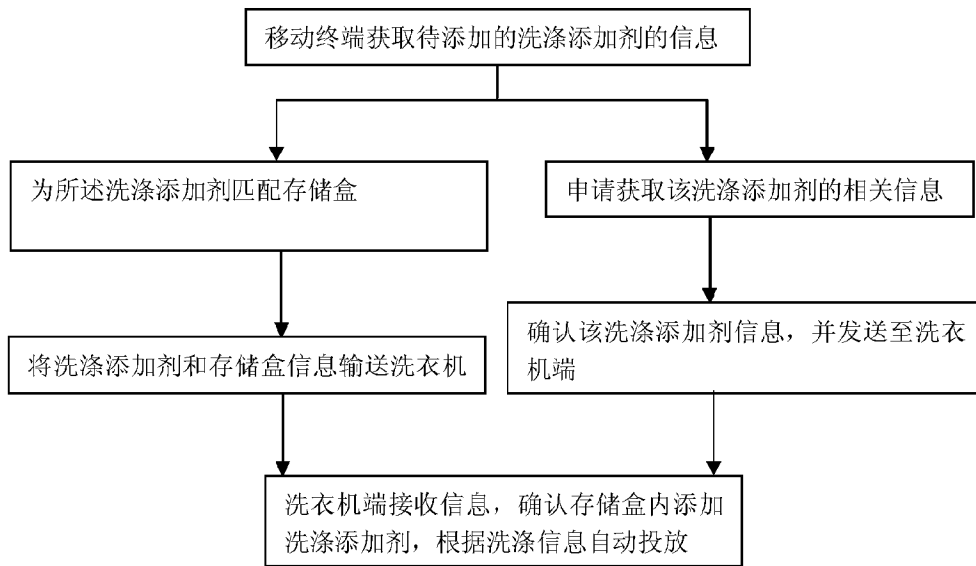 移动终端获取待添加的洗涤添加剂的信息
为所述洗涤添加剂匹配存储盒
申请获取该洗涤添加剂的相关信息
将洗涤添加剂和存储盒信息输送洗衣机
确认该洗涤添加剂信息，并发送至洗衣
机端
洗衣机端接收信息，确认存储盒内添加
洗涤添加剂，根据洗涤信息自动投放